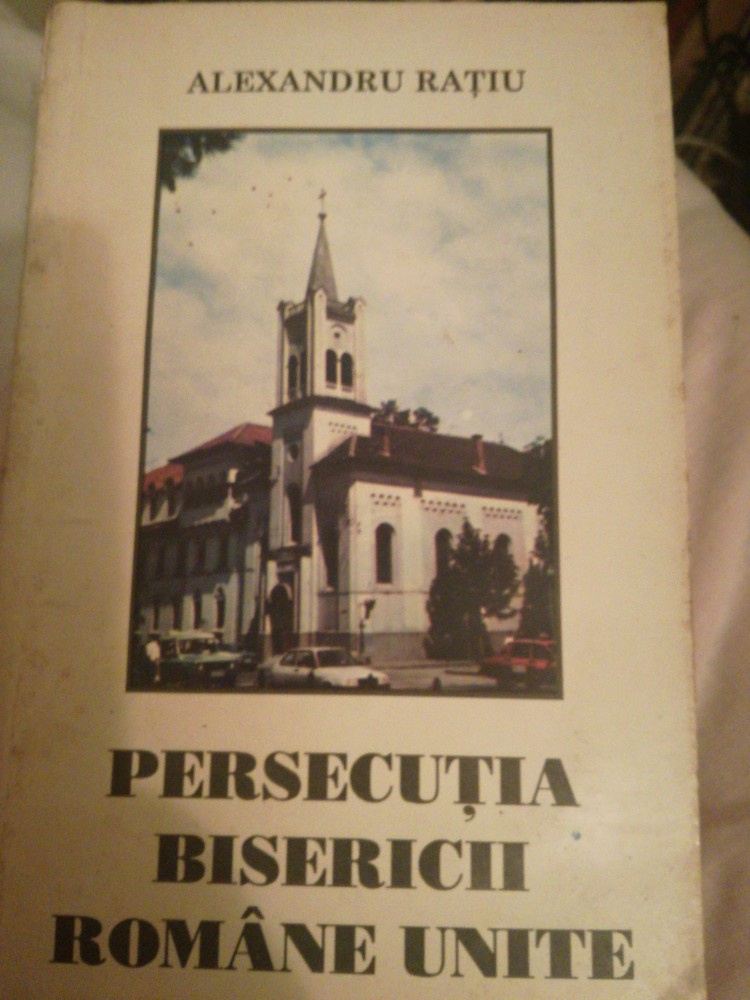 ALEXANDRU RAȚIU
PERSECUȚIA
BISERICII
ROMÂNE UNITE